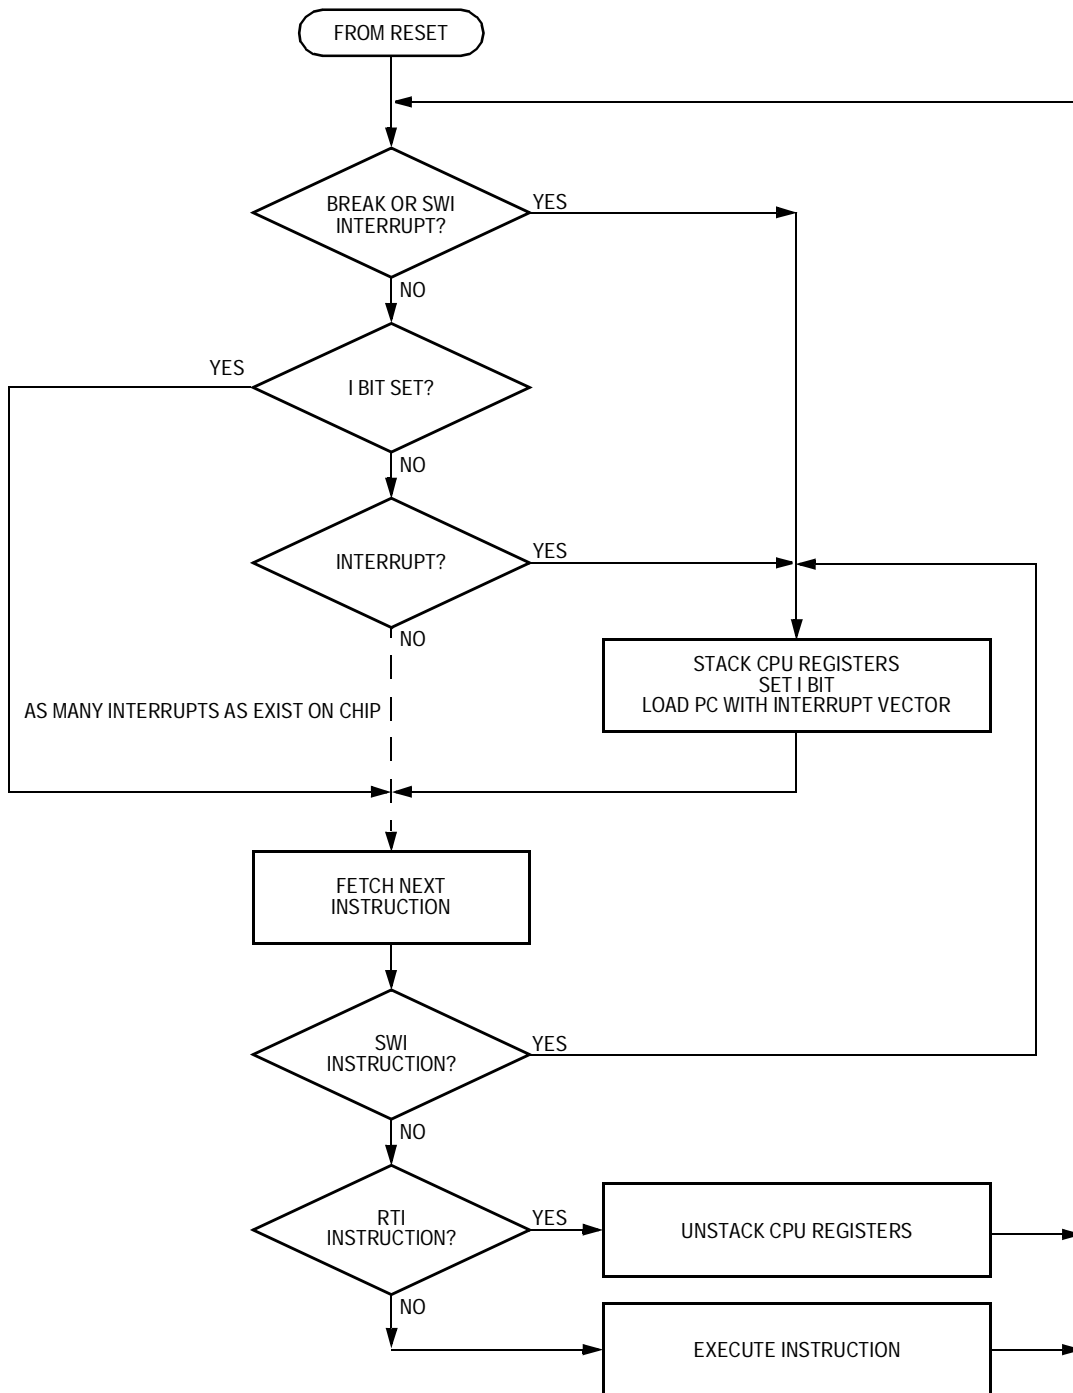 FROM RESET
BREAK OR SWI
INTERRUPT?
YES
NO
YES
I BIT SET?
NO
INTERRUPT?
YES
NO
STACK CPU REGISTERS
SET I BIT
LOAD PC WITH INTERRUPT VECTOR
AS MANY INTERRUPTS AS EXIST ON CHIP
FETCH NEXT
INSTRUCTION
SWI
INSTRUCTION?
YES
NO
RTI
INSTRUCTION?
YES
UNSTACK CPU REGISTERS
NO
EXECUTE INSTRUCTION